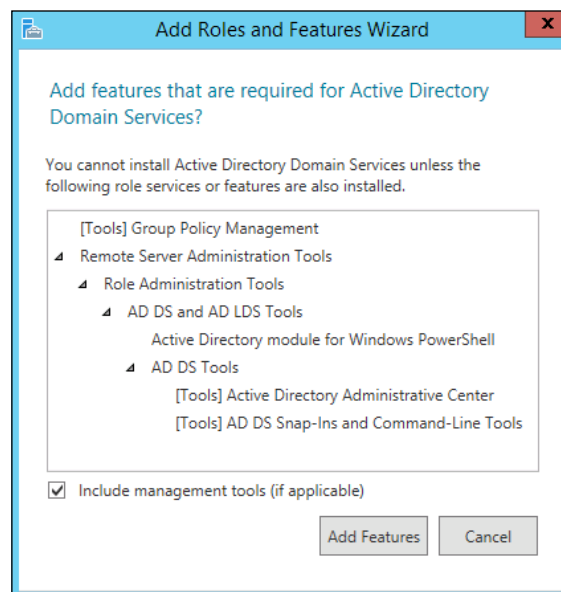 Add Roles and Features Wizard
x
Add features that are required for Active Directory
Domain Services?
You cannot install Active Directory Domain Services unless the
following role services or features are also installed.
[Tools] Group Policy Management
Remote Server Administration Tools
Role Administration Tools
AD DS and AD LDS Tools
Active Directory module for Windows PowerShell
AD DS Tools
[Tools] Active Directory Administrative Center
[Tools] AD DS Snap-Ins and Command-Line Tools
Include management tools (if applicable)
Add Features Cancel